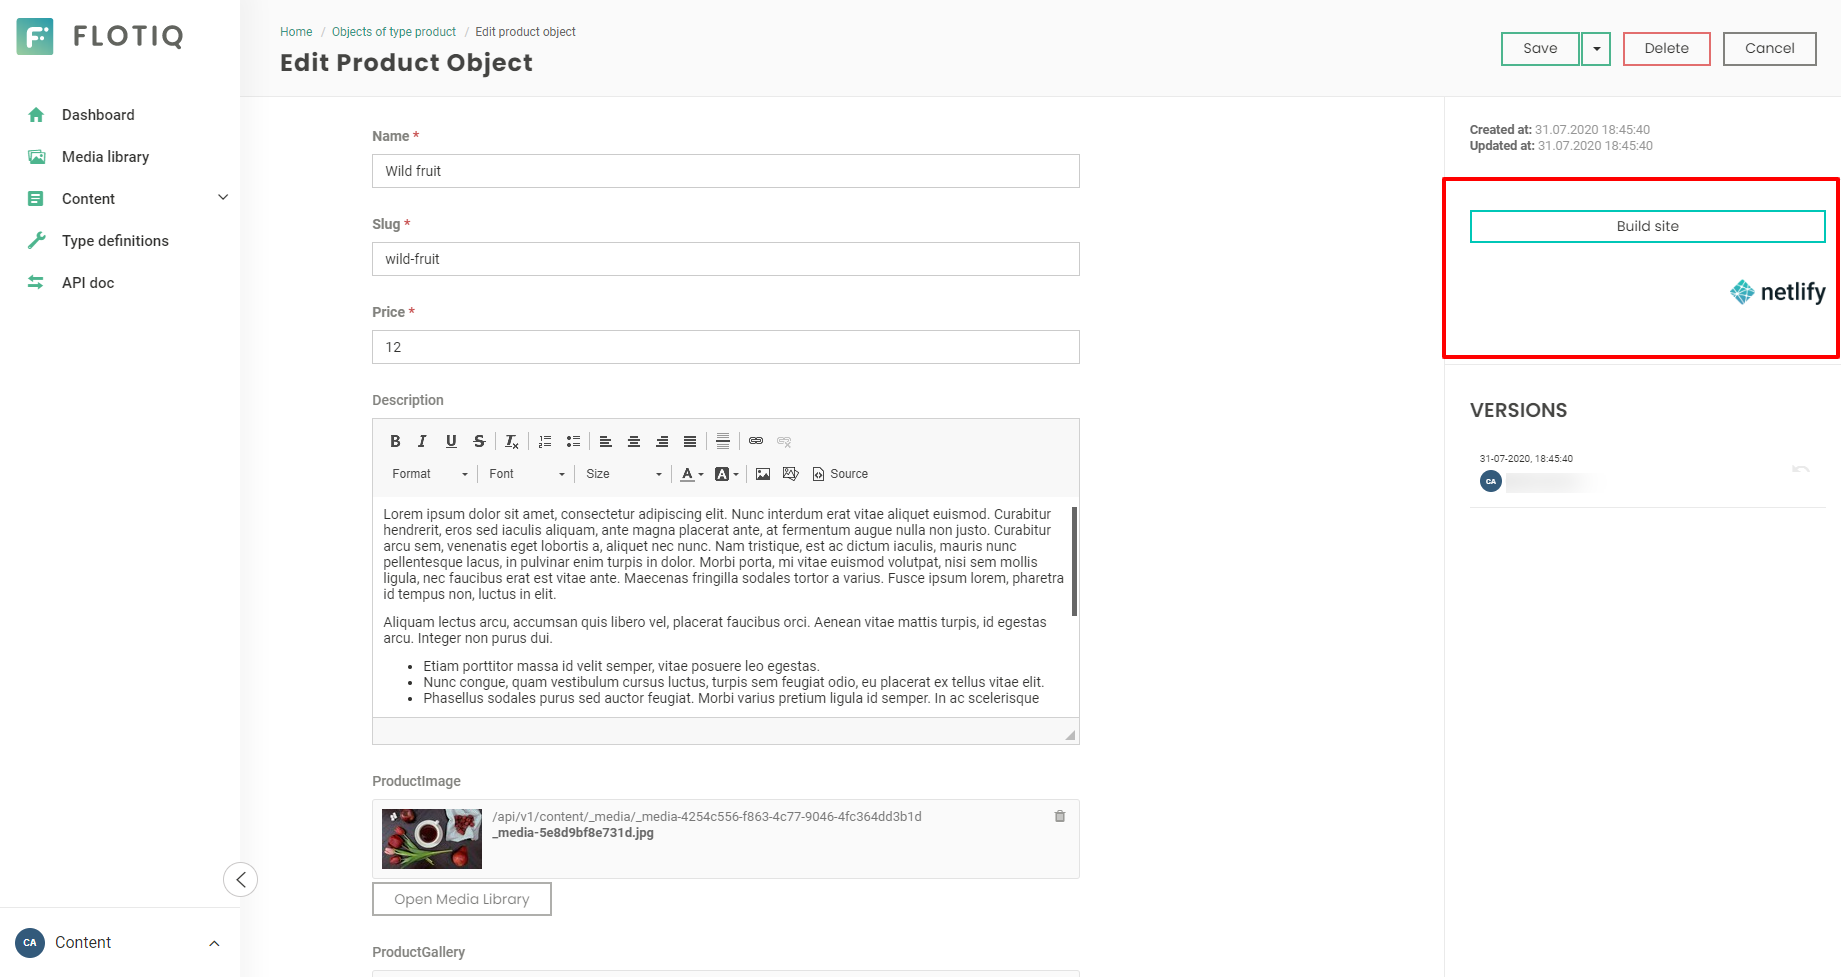 FLOTIQ
Dashboard
Media library
Content
Type definitions
API doc
CA Content
Home / Objects of type product / Edit product object
Edit Product Object
Save
Delete
Cancel
Name *
Wild fruit
Slug *
wild-fruit
Price *
12
Description
Format Font Size A A Source
Lorem ipsum dolor sit amet, consectetur adipiscing elit. Nunc interdum erat vitae aliquet euismod. Curabitur
hendrerit, eros sed iaculis aliquam, ante magna placerat ante, at fermentum augue nulla non justo. Curabitur
arcu sem, venenatis eget lobortis a, aliquet nec nunc. Nam tristique, est ac dictum iaculis, mauris nunc
pellentesque lacus, in pulvinar enim turpis in dolor. Morbi porta, mi vitae euismod volutpat, nisi sem mollis
ligula, nec faucibus erat est vitae ante. Maecenas fringilla sodales tortor a varius. Fusce ipsum lorem, pharetra
id tempus non, luctus in elit.
Aliquam lectus arcu, accumsan quis libero vel, placerat faucibus orci. Aenean vitae mattis turpis, id egestas
arcu. Integer non purus dui.
• Etiam porttitor massa id velit semper, vitae posuere leo egestas.
• Nunc congue, quam vestibulum cursus luctus, turpis sem feugiat odio, eu placerat ex tellus vitae elit.
• Phasellus sodales purus sed auctor feugiat. Morbi varius pretium ligula id semper. In ac scelerisque
ProductImage
/api/v1/content/_media/_media-4254c556-f863-4c77-9046-4fc364dd3b1d
_media-5e8d9bf8e731d.jpg
Open Media Library
ProductGallery
Created at: 31.07.2020 18:45:40
Updated at: 31.07.2020 18:45:40
Build site
netlify
VERSIONS
31-07-2020, 18:45:40
CA